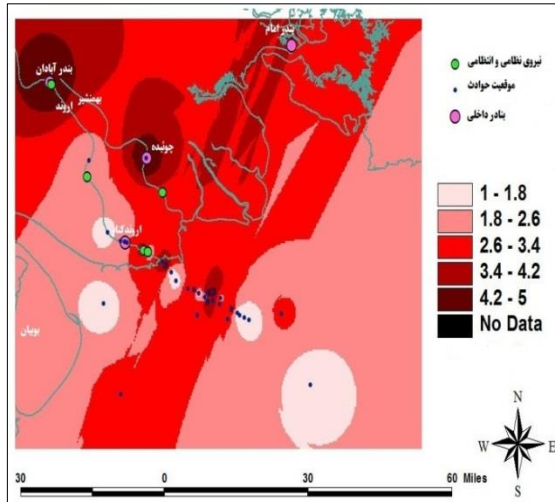 بندر امام
بندر آبادان
بهمنشیر
اروند
چوئبده
اروندکنار
بوبیان
نیروی نظامی و انتظامی
موقعیت حوادث
بنادر داخلی
1 - 1.8
1.8 - 2.6
2.6 - 3.4
3.4 - 4.2
4.2 - 5
No Data
N
W E
S
30 0 30 60 Miles